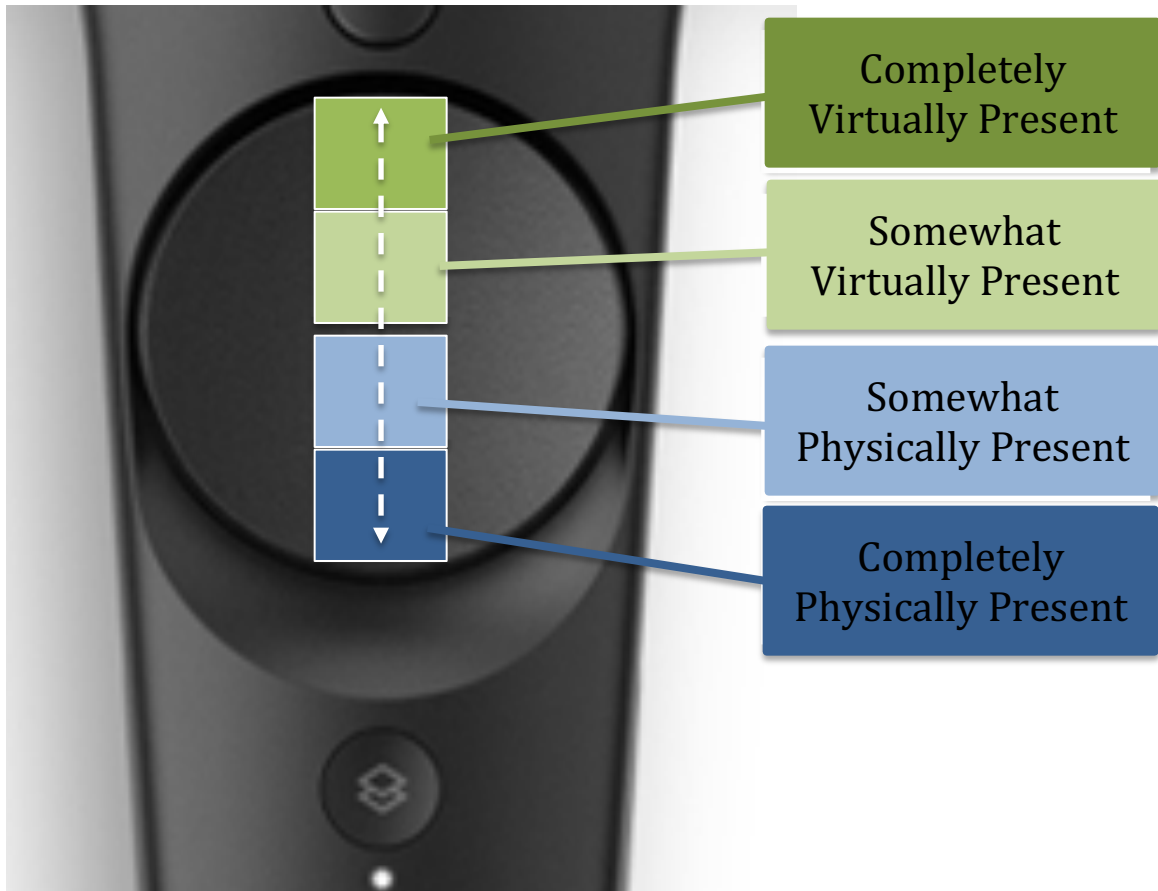 Completely
Virtually Present
Somewhat
Virtually Present
Somewhat
Physically Present
Completely
Physically Present